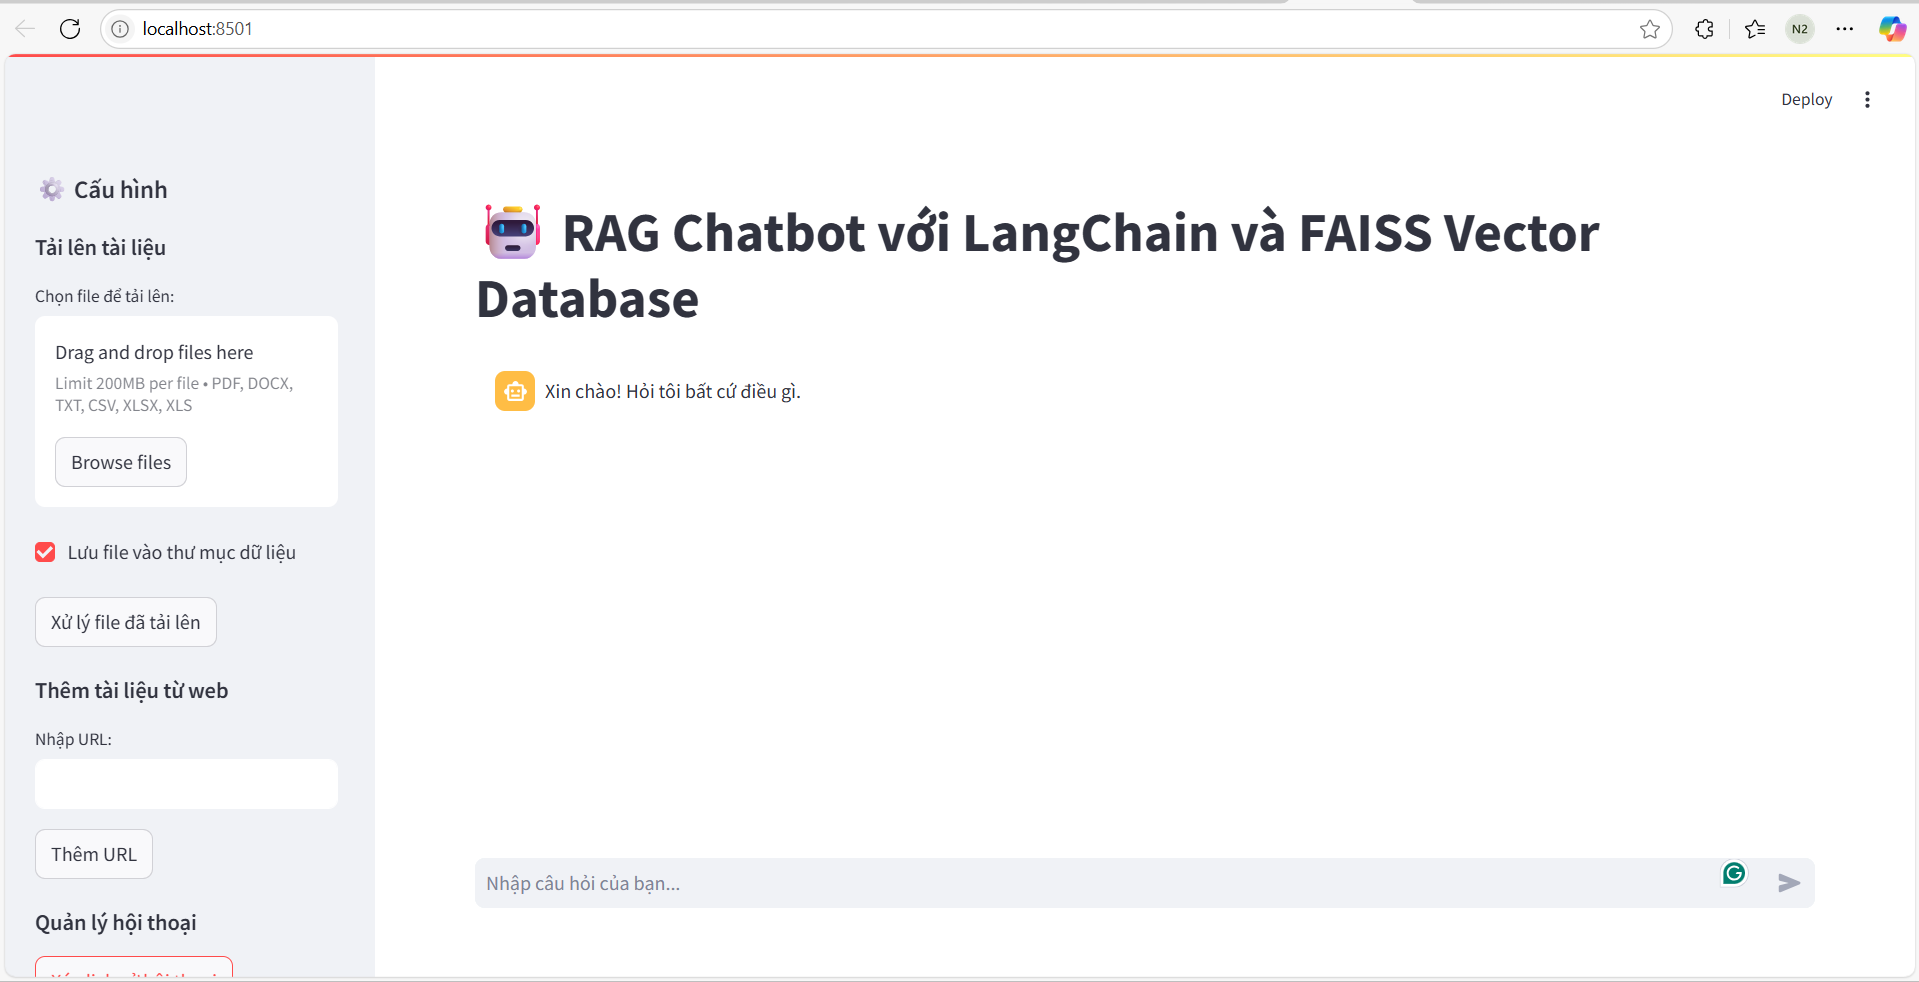 localhost:8501
N2
Deploy
Cấu hình
Tải lên tài liệu
Chọn file để tải lên:
Drag and drop files here
Limit 200MB per file • PDF, DOCX,
TXT, CSV, XLSX, XLS
Browse files
Lưu file vào thư mục dữ liệu
Xử lý file đã tải lên
Thêm tài liệu từ web
Nhập URL:
Thêm URL
Quản lý hội thoại
RAG Chatbot với LangChain và FAISS Vector
Database
Xin chào! Hỏi tôi bất cứ điều gì.
Nhập câu hỏi của bạn...